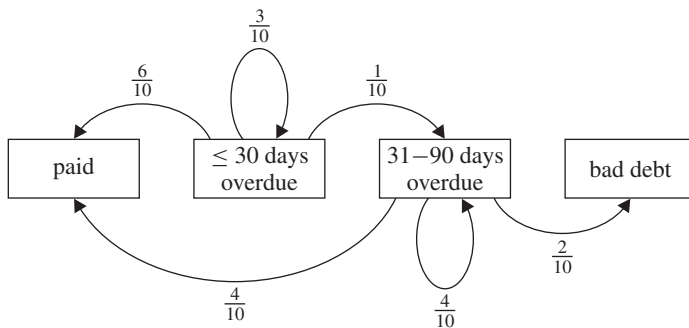 3/10
6/10
1/10
paid
≤ 30 days
overdue
31−90 days
overdue
bad debt
4/10
4/10
2/10